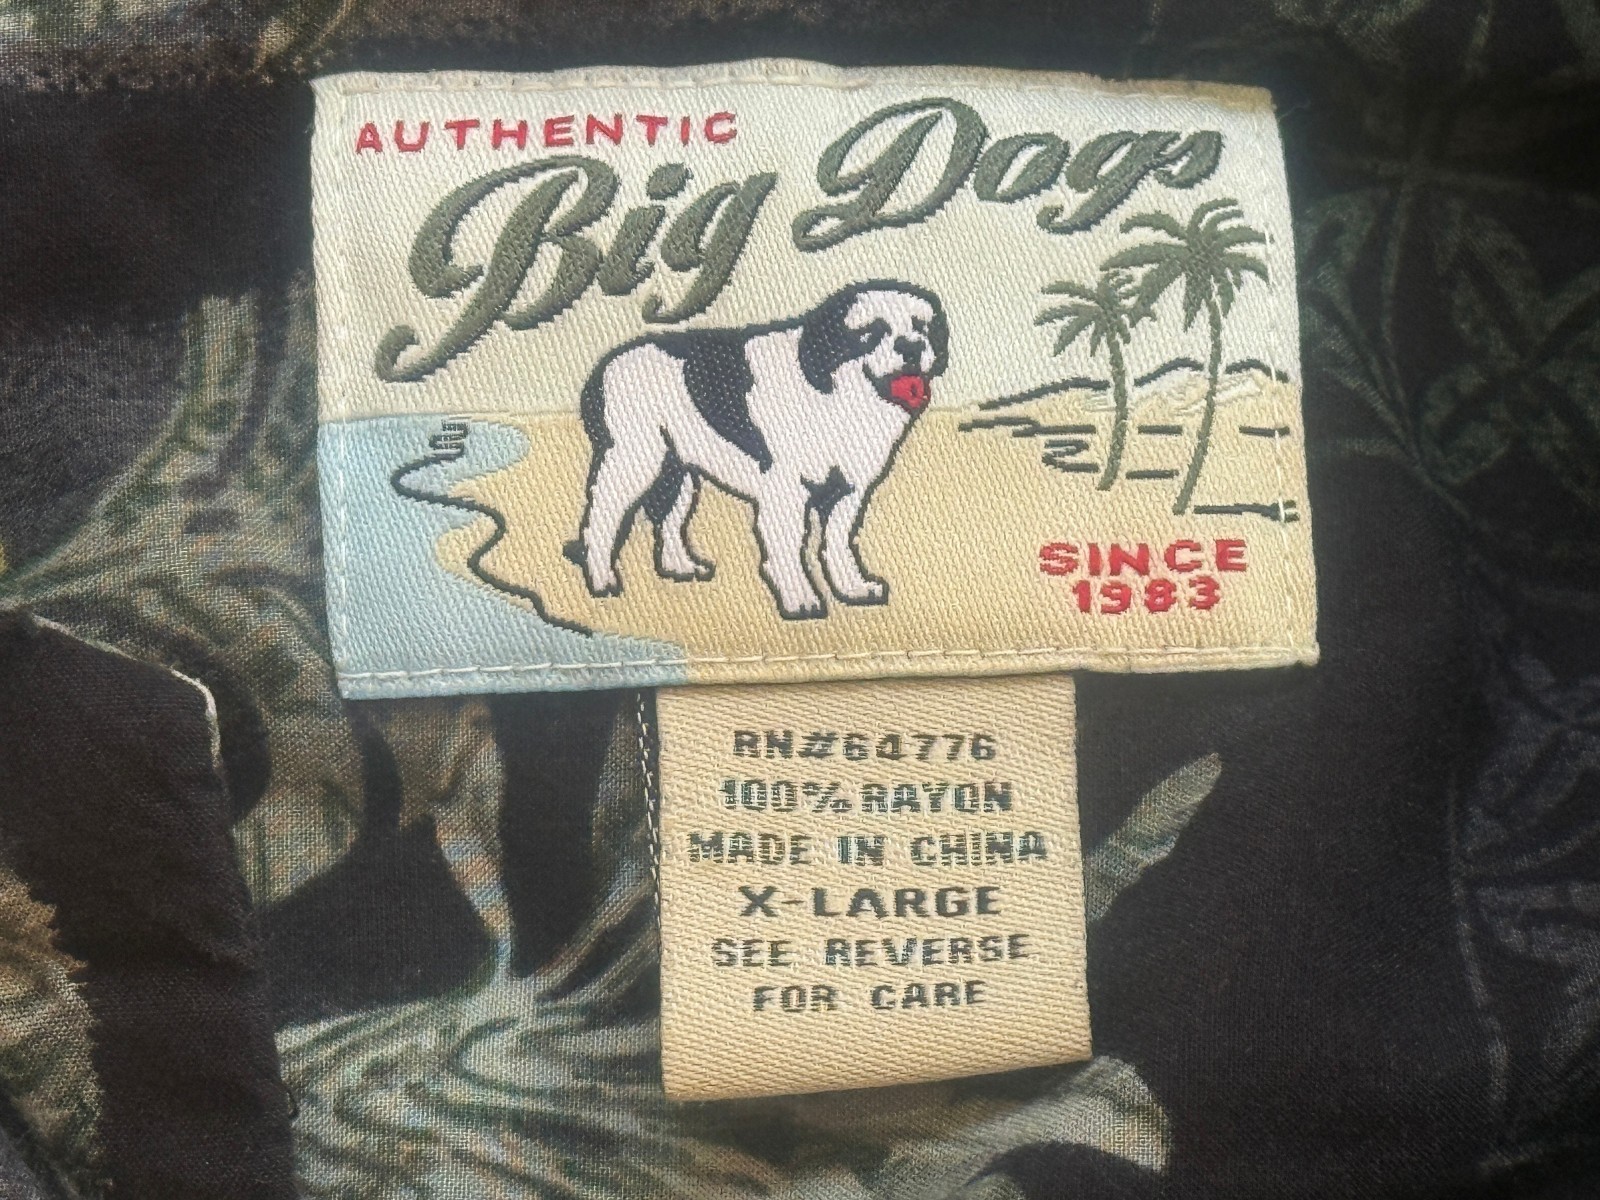 AUTHENTIC
Big Dogs
SINCE
1983
RN#64776
100% RAYON
MADE IN CHINA
X-LARGE
SEE REVERSE
FOR CARE